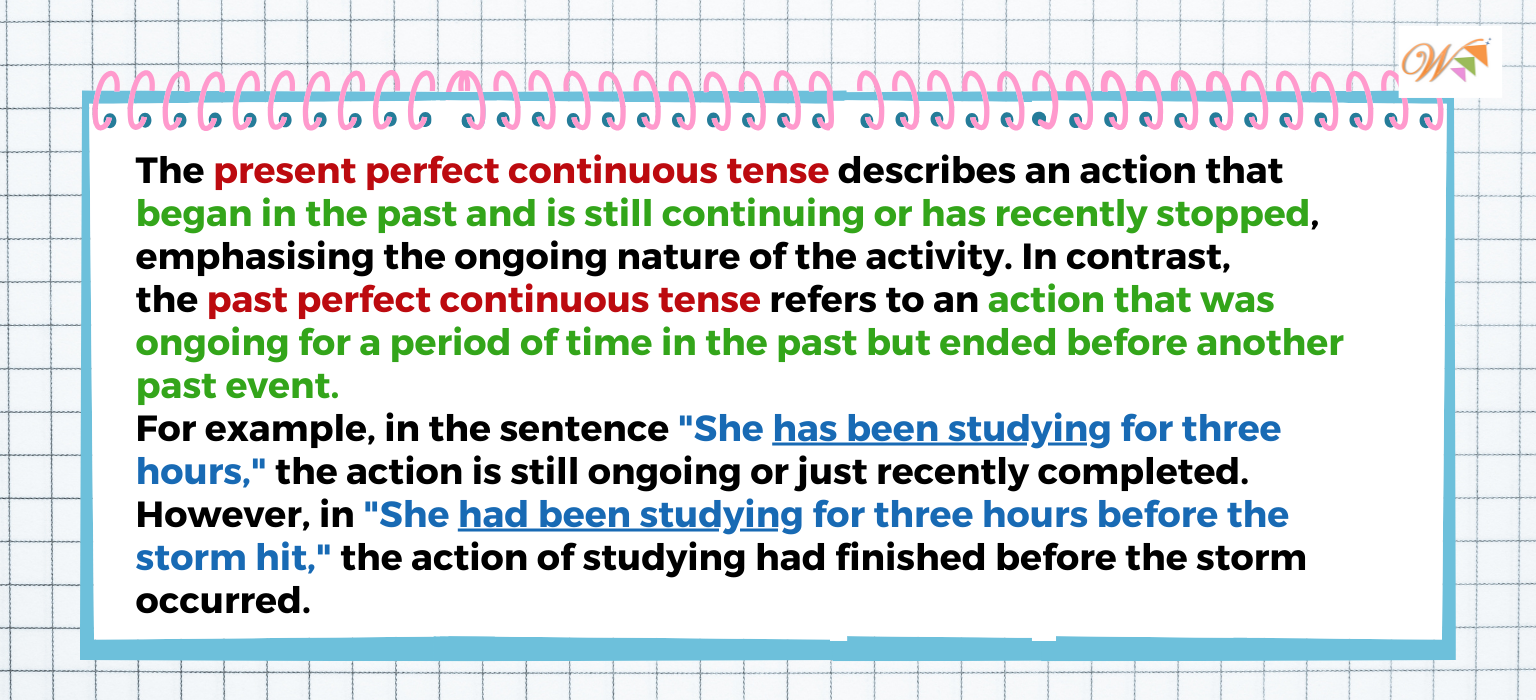 W
The present perfect continuous tense describes an action that
began in the past and is still continuing or has recently stopped,
emphasising the ongoing nature of the activity. In contrast,
the past perfect continuous tense refers to an action that was
ongoing for a period of time in the past but ended before another
past event.
For example, in the sentence "She has been studying for three
hours," the action is still ongoing or just recently completed.
However, in "She had been studying for three hours before the
storm hit," the action of studying had finished before the storm
occurred.